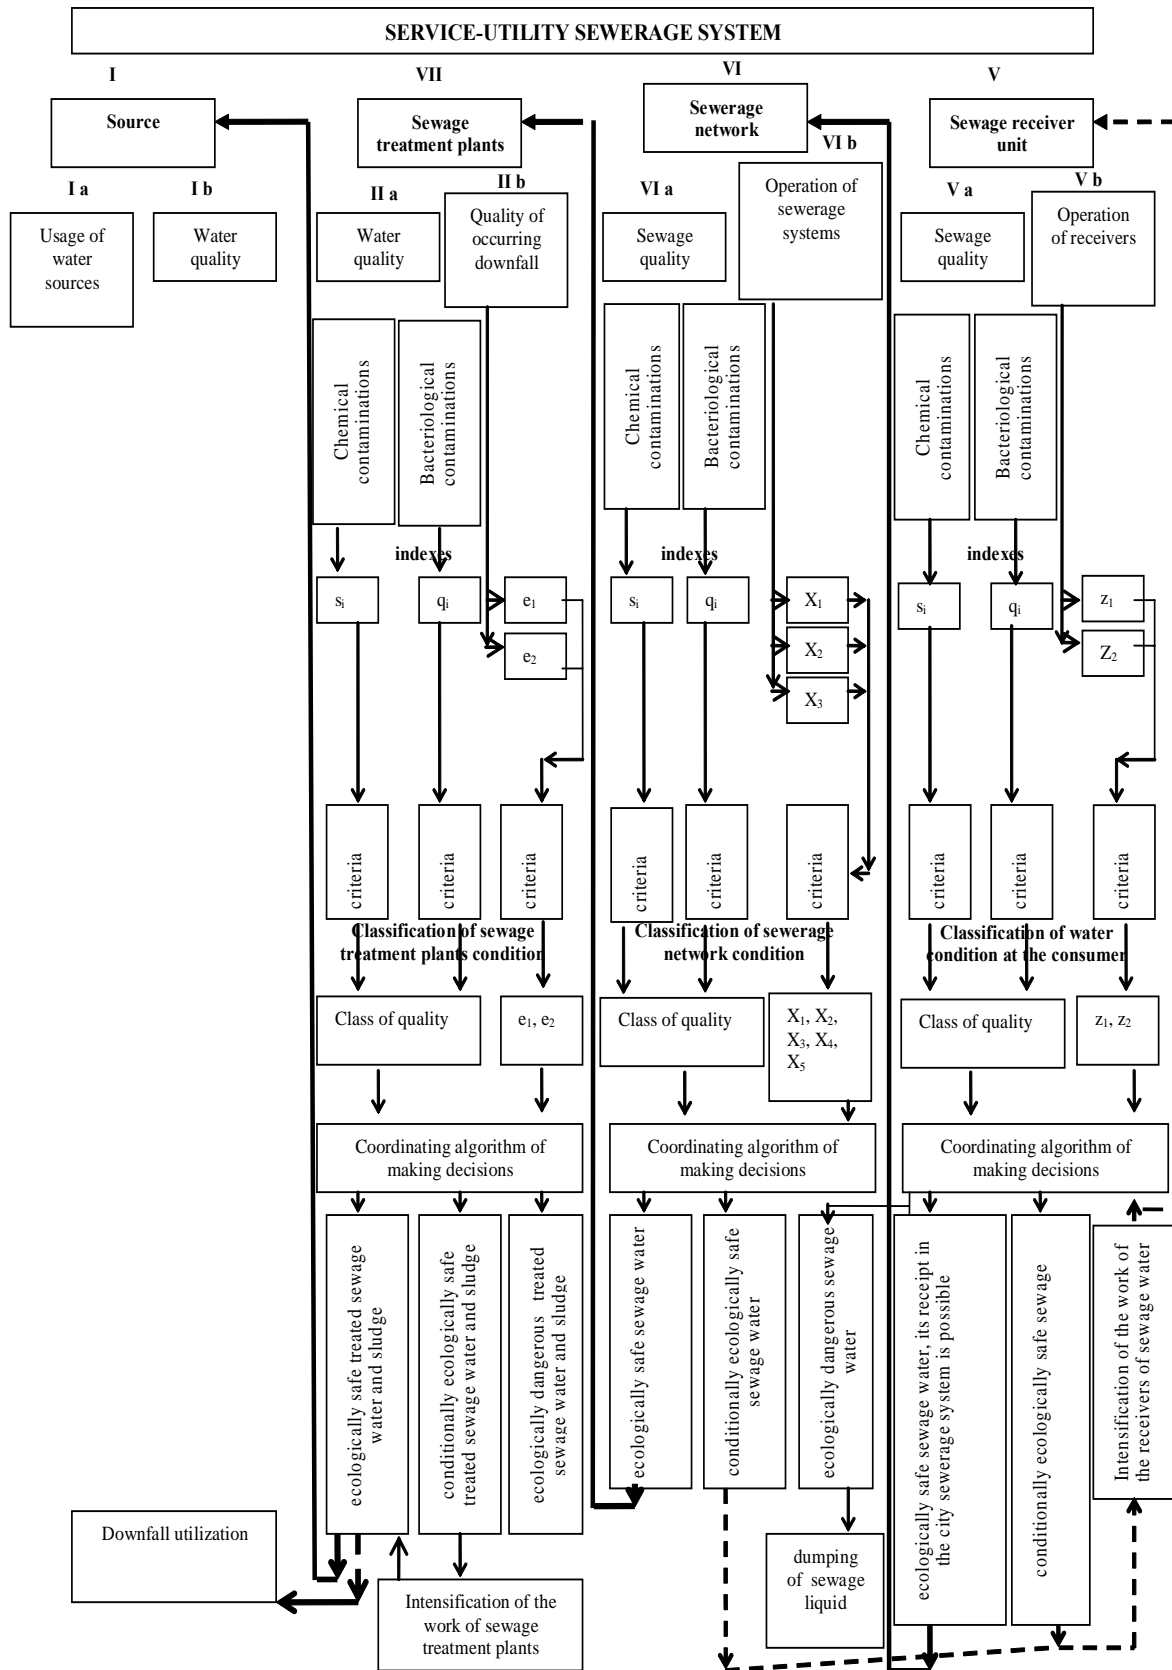 SERVICE-UTILITY SEWERAGE SYSTEM
I
VII
VI
V
Source
Sewage
treatment plants
Sewerage
network
Sewage receiver
unit
I a
I b
II a
II b
VI a
VI b
V a
V b
Usage of
water
sources
Water
quality
Water
quality
Quality of
occurring
downfall
Sewage
quality
Operation of
sewerage
systems
Sewage
quality
Operation
of receivers
Chemical
contaminations
Bacteriological
contaminations
Chemical
contaminations
Bacteriological
contaminations
Chemical
contaminations
Bacteriological
contaminations
indexes
indexes
indexes
si
qi
e1
e2
si
qi
X1
X2
X3
si
qi
z1
Z2
criteria
criteria
criteria
criteria
criteria
criteria
criteria
criteria
criteria
Classification of sewage
treatment plants condition
Classification of sewerage
network condition
Classification of water
condition at the consumer
Class of quality
e1, e2
Class of quality
X1, X2,
X3, X4,
X5
Class of quality
z1, z2
Coordinating algorithm of
making decisions
Coordinating algorithm of
making decisions
Coordinating algorithm of
making decisions
ecologically safe treated sewage
water and sludge
conditionally ecologically safe
treated sewage water and sludge
ecologically dangerous treated
sewage water and sludge
ecologically safe sewage water
conditionally ecologically safe
sewage water
ecologically dangerous sewage
water
ecologically safe sewage water, its receipt in
the city sewerage system is possible
conditionally ecologically safe sewage
Intensification of the work of
the receivers of sewage water
Downfall utilization
Intensification of the
work of sewage
treatment plants
dumping
of sewage
liquid